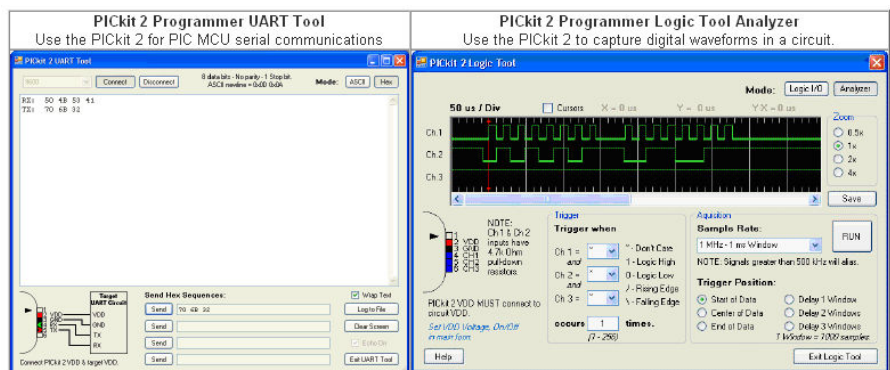 PICkit 2 Programmer UART Tool
Use the PICkit 2 for PIC MCU serial communications
PICkit 2 UART Tool
9600
Connect
Disconnect
8 data bits - No parity - 1 Stop bit.
ASCII newline = 0x0D 0x0A
Mode:
ASCII
Hex
RX: 50 4B 53 41
TX: 70 6B 32
Target
UART Circuit
VDD
GND
TX
RX
Connect PICkit 2 VDD & target VDD.
Send Hex Sequences:
Send
70 6B 32
Send
Send
Send
Wrap Text
Log to File
Clear Screen
Echo On
Exit UART Tool
PICkit 2 Programmer Logic Tool Analyzer
Use the PICkit 2 to capture digital waveforms in a circuit.
PICkit 2 Logic Tool
Mode:
Logic I/O
Analyzer
50 us / Div
Cursors
X = 0 us
Y = 0 us
Y-X = 0 us
Ch.1
Ch.2
Ch.3
Zoom
0.5x
1x
2x
4x
Save
1
2 VDD
3 GND
4 CH1
5 CH2
6 CH3
NOTE:
Ch1 & Ch2
inputs have
4.7k Ohm
pull-down
resistors.
PICkit 2 VDD MUST connect to
circuit VDD.
Set VDD Voltage, On/Off
in main form.
Help
Trigger
Trigger when
Ch 1 =
and
Ch 2 =
and
Ch 3 =
* - Don't Care
1 - Logic High
0 - Logic Low
/ - Rising Edge
\ - Falling Edge
occurs 1 times.
(1 - 256)
Aquisition
Sample Rate:
1 MHz - 1 ms Window
NOTE: Signals greater than 500 kHz will alias.
RUN
Trigger Position:
Start of Data
Center of Data
End of Data
Delay 1 Window
Delay 2 Windows
Delay 3 Windows
1 Window = 1000 samples.
Exit Logic Tool